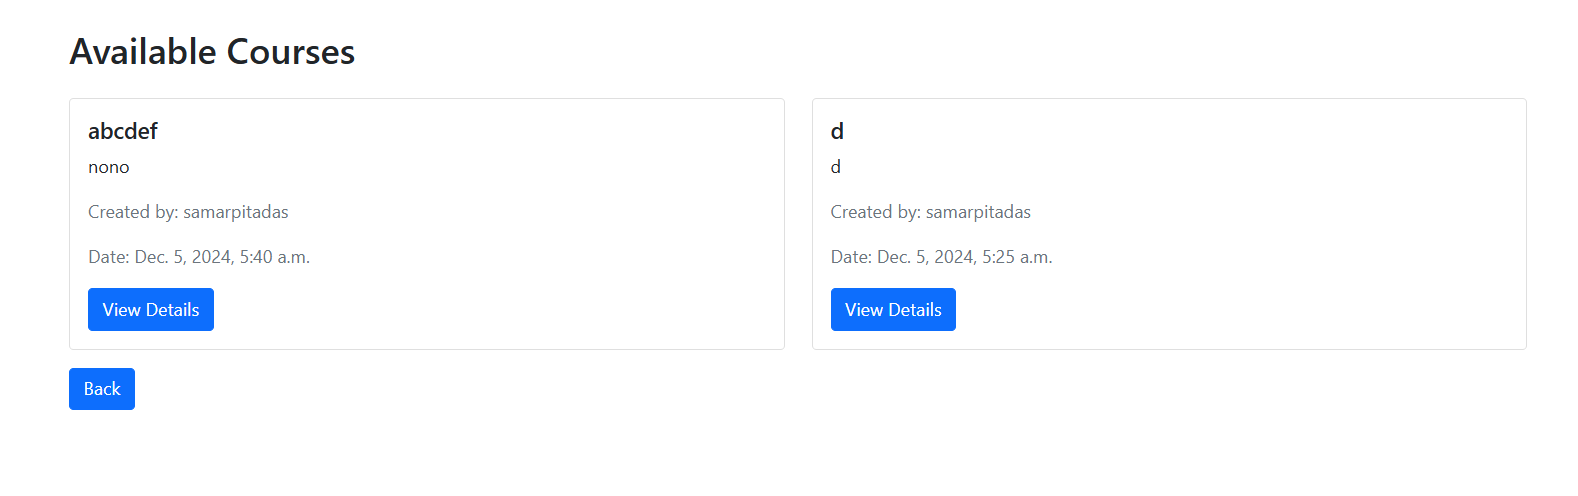 Available Courses
abcdef
nono
Created by: samarpitadas
Date: Dec. 5, 2024, 5:40 a.m.
View Details
d
d
Created by: samarpitadas
Date: Dec. 5, 2024, 5:25 a.m.
View Details
Back